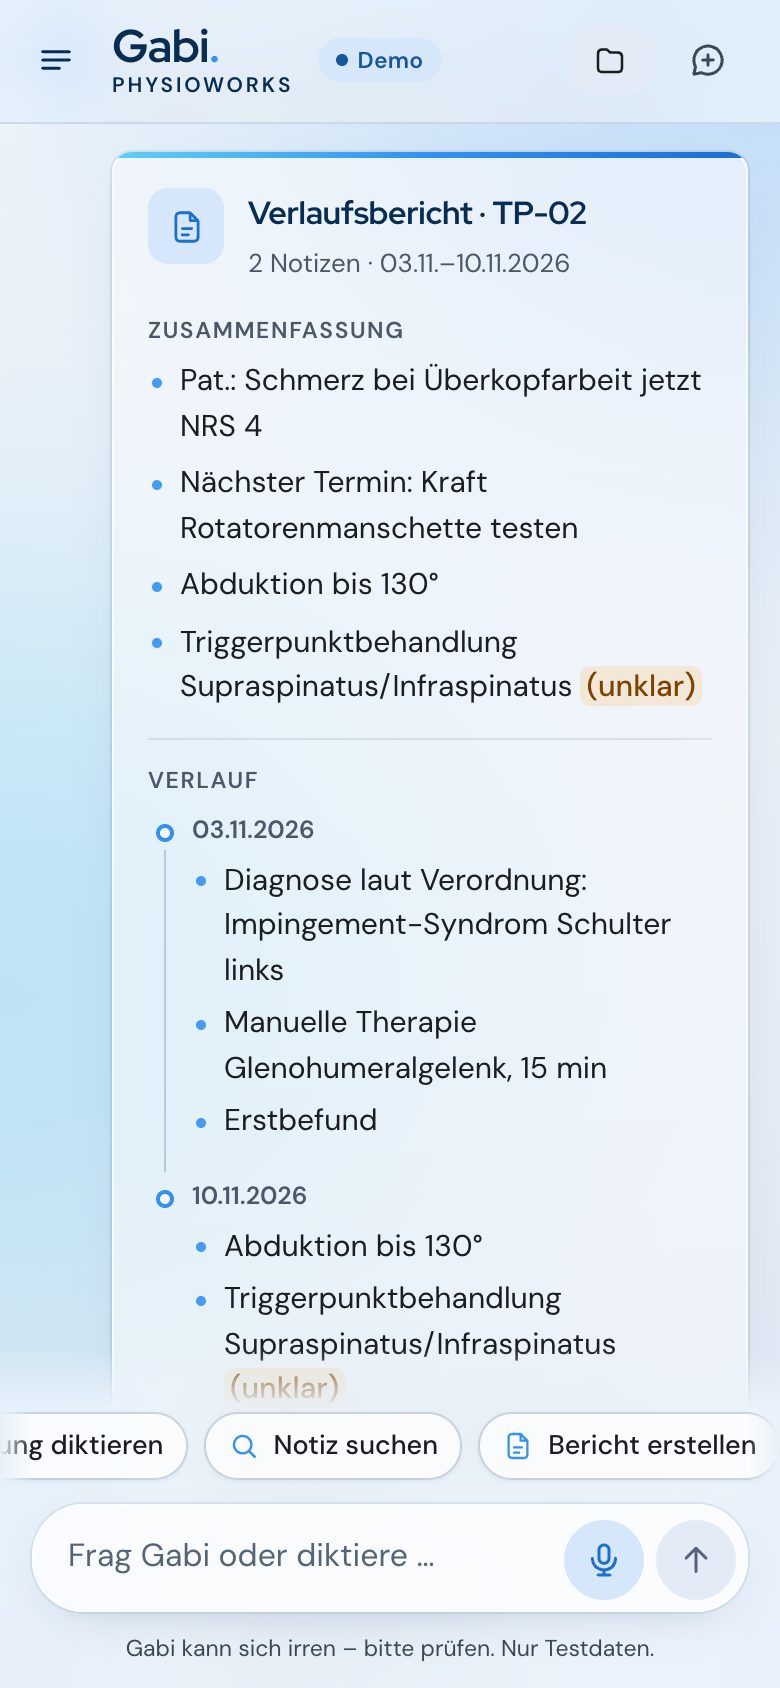 Gabi.
PHYSIOWORKS
Demo
Verlaufsbericht · TP-02
2 Notizen · 03.11.–10.11.2026
ZUSAMMENFASSUNG
Pat.: Schmerz bei Überkopfarbeit jetzt
NRS 4
Nächster Termin: Kraft
Rotatorenmanschette testen
Abduktion bis 130°
Triggerpunktbehandlung
Supraspinatus/Infraspinatus (unklar)
VERLAUF
03.11.2026
Diagnose laut Verordnung:
Impingement-Syndrom Schulter
links
Manuelle Therapie
Glenohumeralgelenk, 15 min
Erstbefund
10.11.2026
Abduktion bis 130°
Triggerpunktbehandlung
Supraspinatus/Infraspinatus
(unklar)
diktieren
Notiz suchen
Bericht erstellen
Frag Gabi oder diktiere ...
Gabi kann sich irren – bitte prüfen. Nur Testdaten.